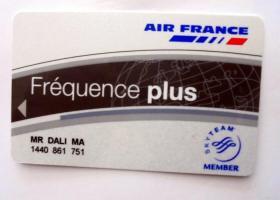 AIR FRANCE
Fréquence plus
MR DALI MA
1440 861 751
SKYTEAM
MEMBER